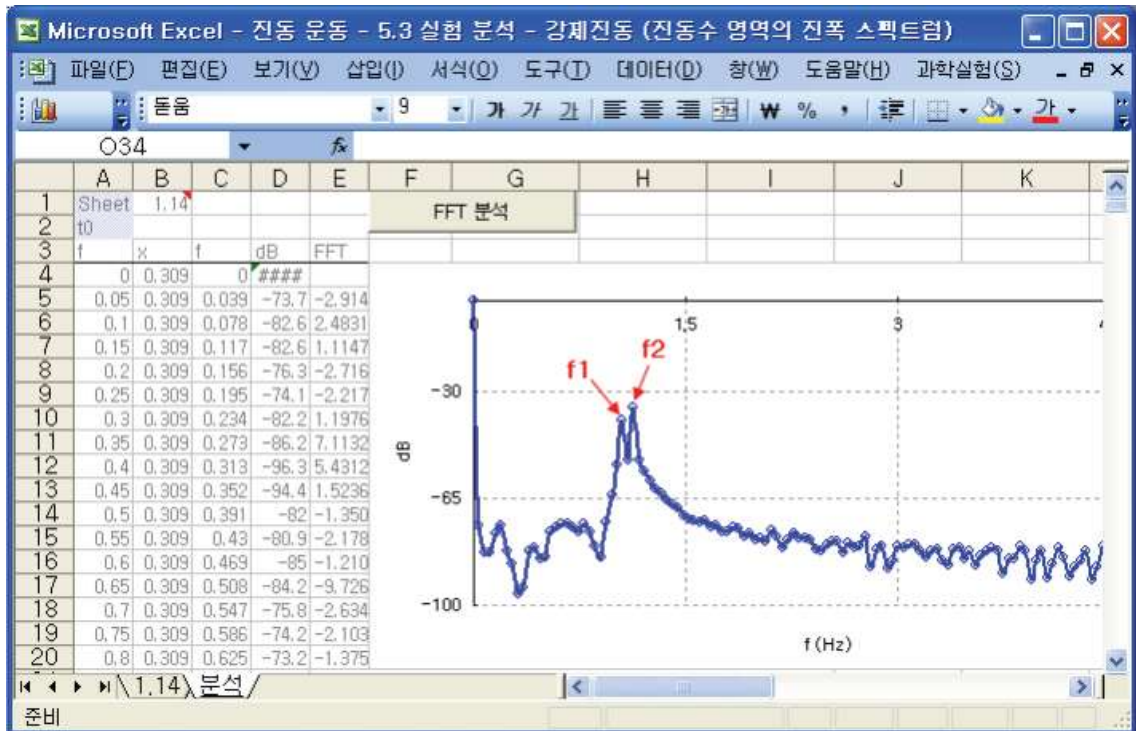 Microsoft Excel - 진동 운동 - 5.3 실험 분석 - 강제진동 (진동수 영역의 진폭 스펙트럼)
파일(F) 편집(E) 보기(V) 삽입(I) 서식(O) 도구(T) 데이터(D) 창(W) 도움말(H) 과학실험(S)
돋움 9 가 가 가 ₩ % , 가
O34 fx
A B C D E F G H I J K
1 Sheet 1,14 FFT 분석
2 t0
3 f x f dB FFT
4 0 0,309 0 ####
5 0,05 0,309 0,039 -73,7 -2,914
6 0,1 0,309 0,078 -82,6 2,4831
7 0,15 0,309 0,117 -82,6 1,1147
8 0,2 0,309 0,156 -76,3 -2,716
9 0,25 0,309 0,195 -74,1 -2,217
10 0,3 0,309 0,234 -82,2 1,1976
11 0,35 0,309 0,273 -86,2 7,1132
12 0,4 0,309 0,313 -96,3 5,4312
13 0,45 0,309 0,352 -94,4 1,5236
14 0,5 0,309 0,391 -82 -1,350
15 0,55 0,309 0,43 -80,9 -2,178
16 0,6 0,309 0,469 -85 -1,210
17 0,65 0,309 0,508 -84,2 -9,726
18 0,7 0,309 0,547 -75,8 -2,634
19 0,75 0,309 0,586 -74,2 -2,103
20 0,8 0,309 0,625 -73,2 -1,375
0 1,5 3 4
f1 f2
-30
dB
-65
-100
f (Hz)
1,14 분석
준비